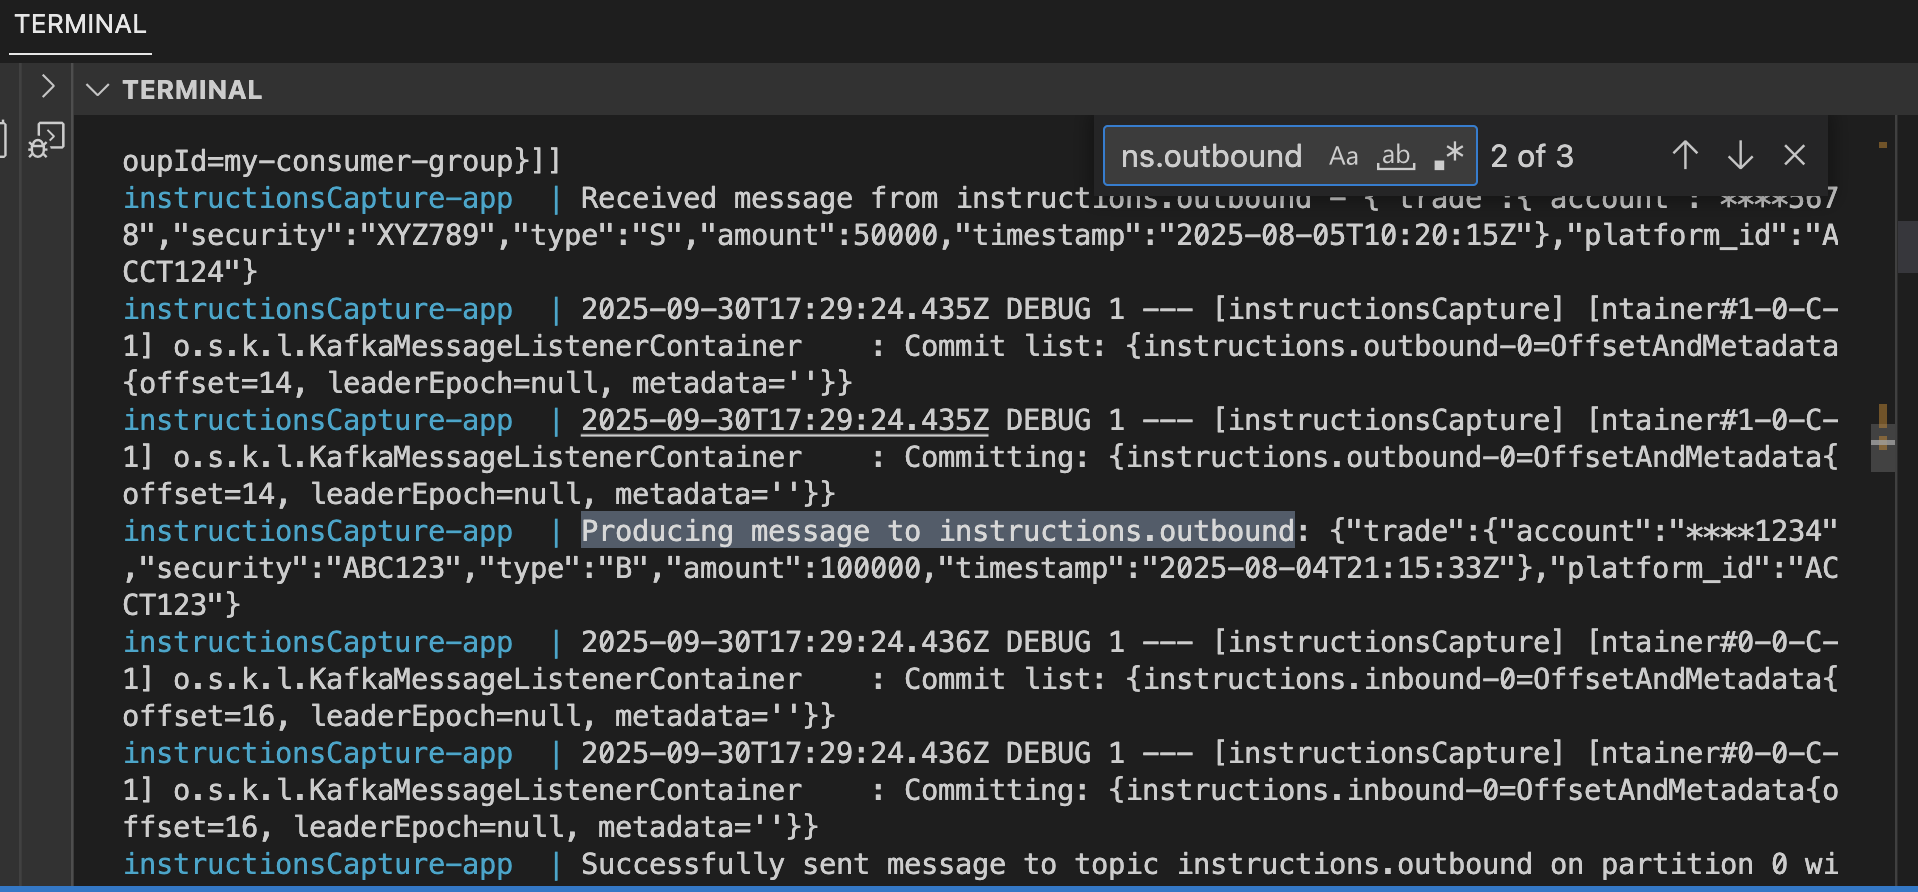 TERMINAL
TERMINAL
ns.outbound Aa ab .* 2 of 3
oupId=my-consumer-group}]]
instructionsCapture-app | Received message from instructions.outbound - {"trade":{"account":"****567
8","security":"XYZ789","type":"S","amount":50000,"timestamp":"2025-08-05T10:20:15Z"},"platform_id":"A
CCT124"}
instructionsCapture-app | 2025-09-30T17:29:24.435Z DEBUG 1 --- [instructionsCapture] [ntainer#1-0-C-
1] o.s.k.l.KafkaMessageListenerContainer    : Commit list: {instructions.outbound-0=OffsetAndMetadata
{offset=14, leaderEpoch=null, metadata=''}}
instructionsCapture-app | 2025-09-30T17:29:24.435Z DEBUG 1 --- [instructionsCapture] [ntainer#1-0-C-
1] o.s.k.l.KafkaMessageListenerContainer    : Committing: {instructions.outbound-0=OffsetAndMetadata{
offset=14, leaderEpoch=null, metadata=''}}
instructionsCapture-app | Producing message to instructions.outbound: {"trade":{"account":"****1234"
,"security":"ABC123","type":"B","amount":100000,"timestamp":"2025-08-04T21:15:33Z"},"platform_id":"AC
CT123"}
instructionsCapture-app | 2025-09-30T17:29:24.436Z DEBUG 1 --- [instructionsCapture] [ntainer#0-0-C-
1] o.s.k.l.KafkaMessageListenerContainer    : Commit list: {instructions.inbound-0=OffsetAndMetadata{
offset=16, leaderEpoch=null, metadata=''}}
instructionsCapture-app | 2025-09-30T17:29:24.436Z DEBUG 1 --- [instructionsCapture] [ntainer#0-0-C-
1] o.s.k.l.KafkaMessageListenerContainer    : Committing: {instructions.inbound-0=OffsetAndMetadata{o
ffset=16, leaderEpoch=null, metadata=''}}
instructionsCapture-app | Successfully sent message to topic instructions.outbound on partition 0 wi